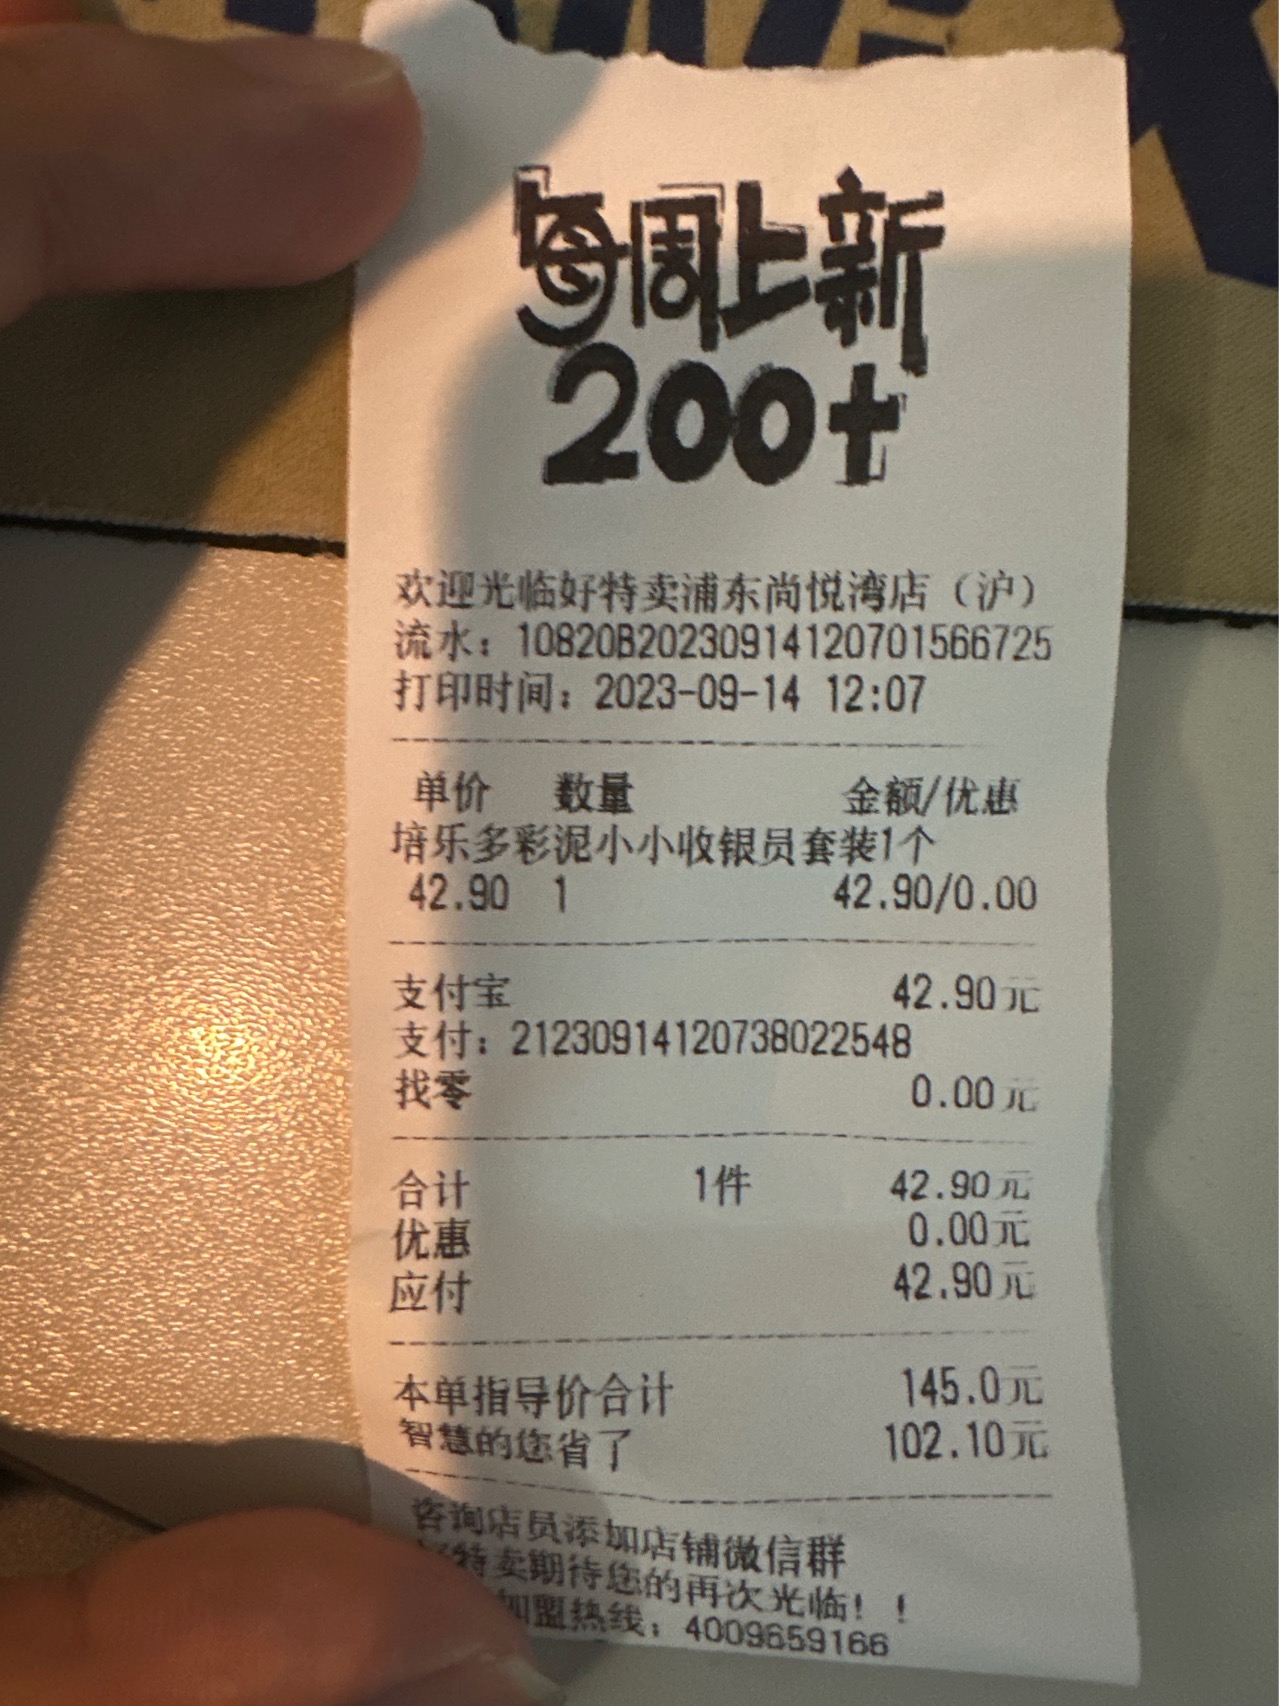 每周上新
200+
欢迎光临好特卖浦东尚悦湾店（沪）
流水：10820B20230914120701566725
打印时间：2023-09-14 12:07
单价 数量 金额/优惠
培乐多彩泥小小收银员套装1个
42.90 1 42.90/0.00
支付宝 42.90元
支付：21230914120738022548
找零 0.00元
合计 1件 42.90元
优惠 0.00元
应付 42.90元
本单指导价合计 145.0元
智慧的您省了 102.10元
咨询店员添加店铺微信群
好特卖期待您的再次光临！！
加盟热线：4009659166